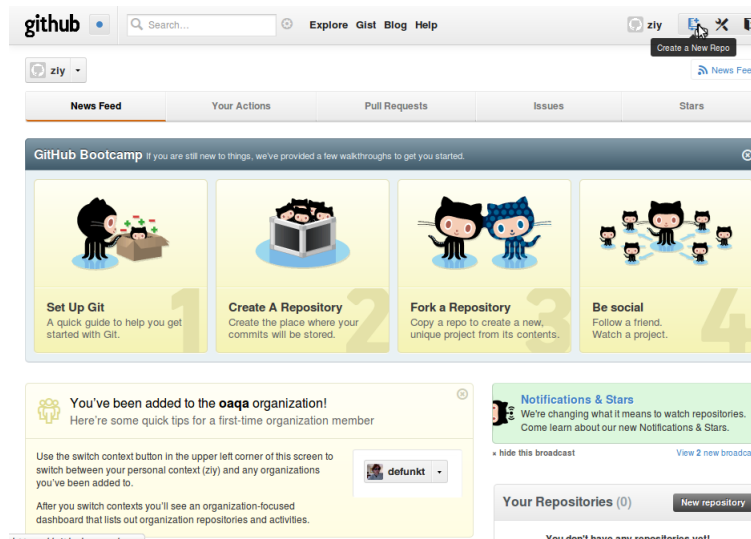 github
Search...
Explore Gist Blog Help
ziy
Create a New Repo
ziy
News Fee
News Feed
Your Actions
Pull Requests
Issues
Stars
GitHub Bootcamp If you are still new to things, we've provided a few walkthroughs to get you started.
1
Set Up Git
A quick guide to help you get
started with Git.
2
Create A Repository
Create the place where your
commits will be stored.
3
Fork a Repository
Copy a repo to create a new,
unique project from its contents.
4
Be social
Follow a friend.
Watch a project.
You've been added to the oaqa organization!
Here're some quick tips for a first-time organization
member
Use the switch context button in the upper left corner of this screen to
switch between your personal context (ziy) and any organizations
you've been added to.
defunkt
After you switch contexts you'll see an organization-focused
dashboard that lists out organization repositories and activities.
Notifications & Stars
We're changing what it means to watch repositories.
Come learn about our new Notifications & Stars.
× hide this broadcast
View 2 new broadca
Your Repositories (0)
New repository
You don't have any repositories yet!